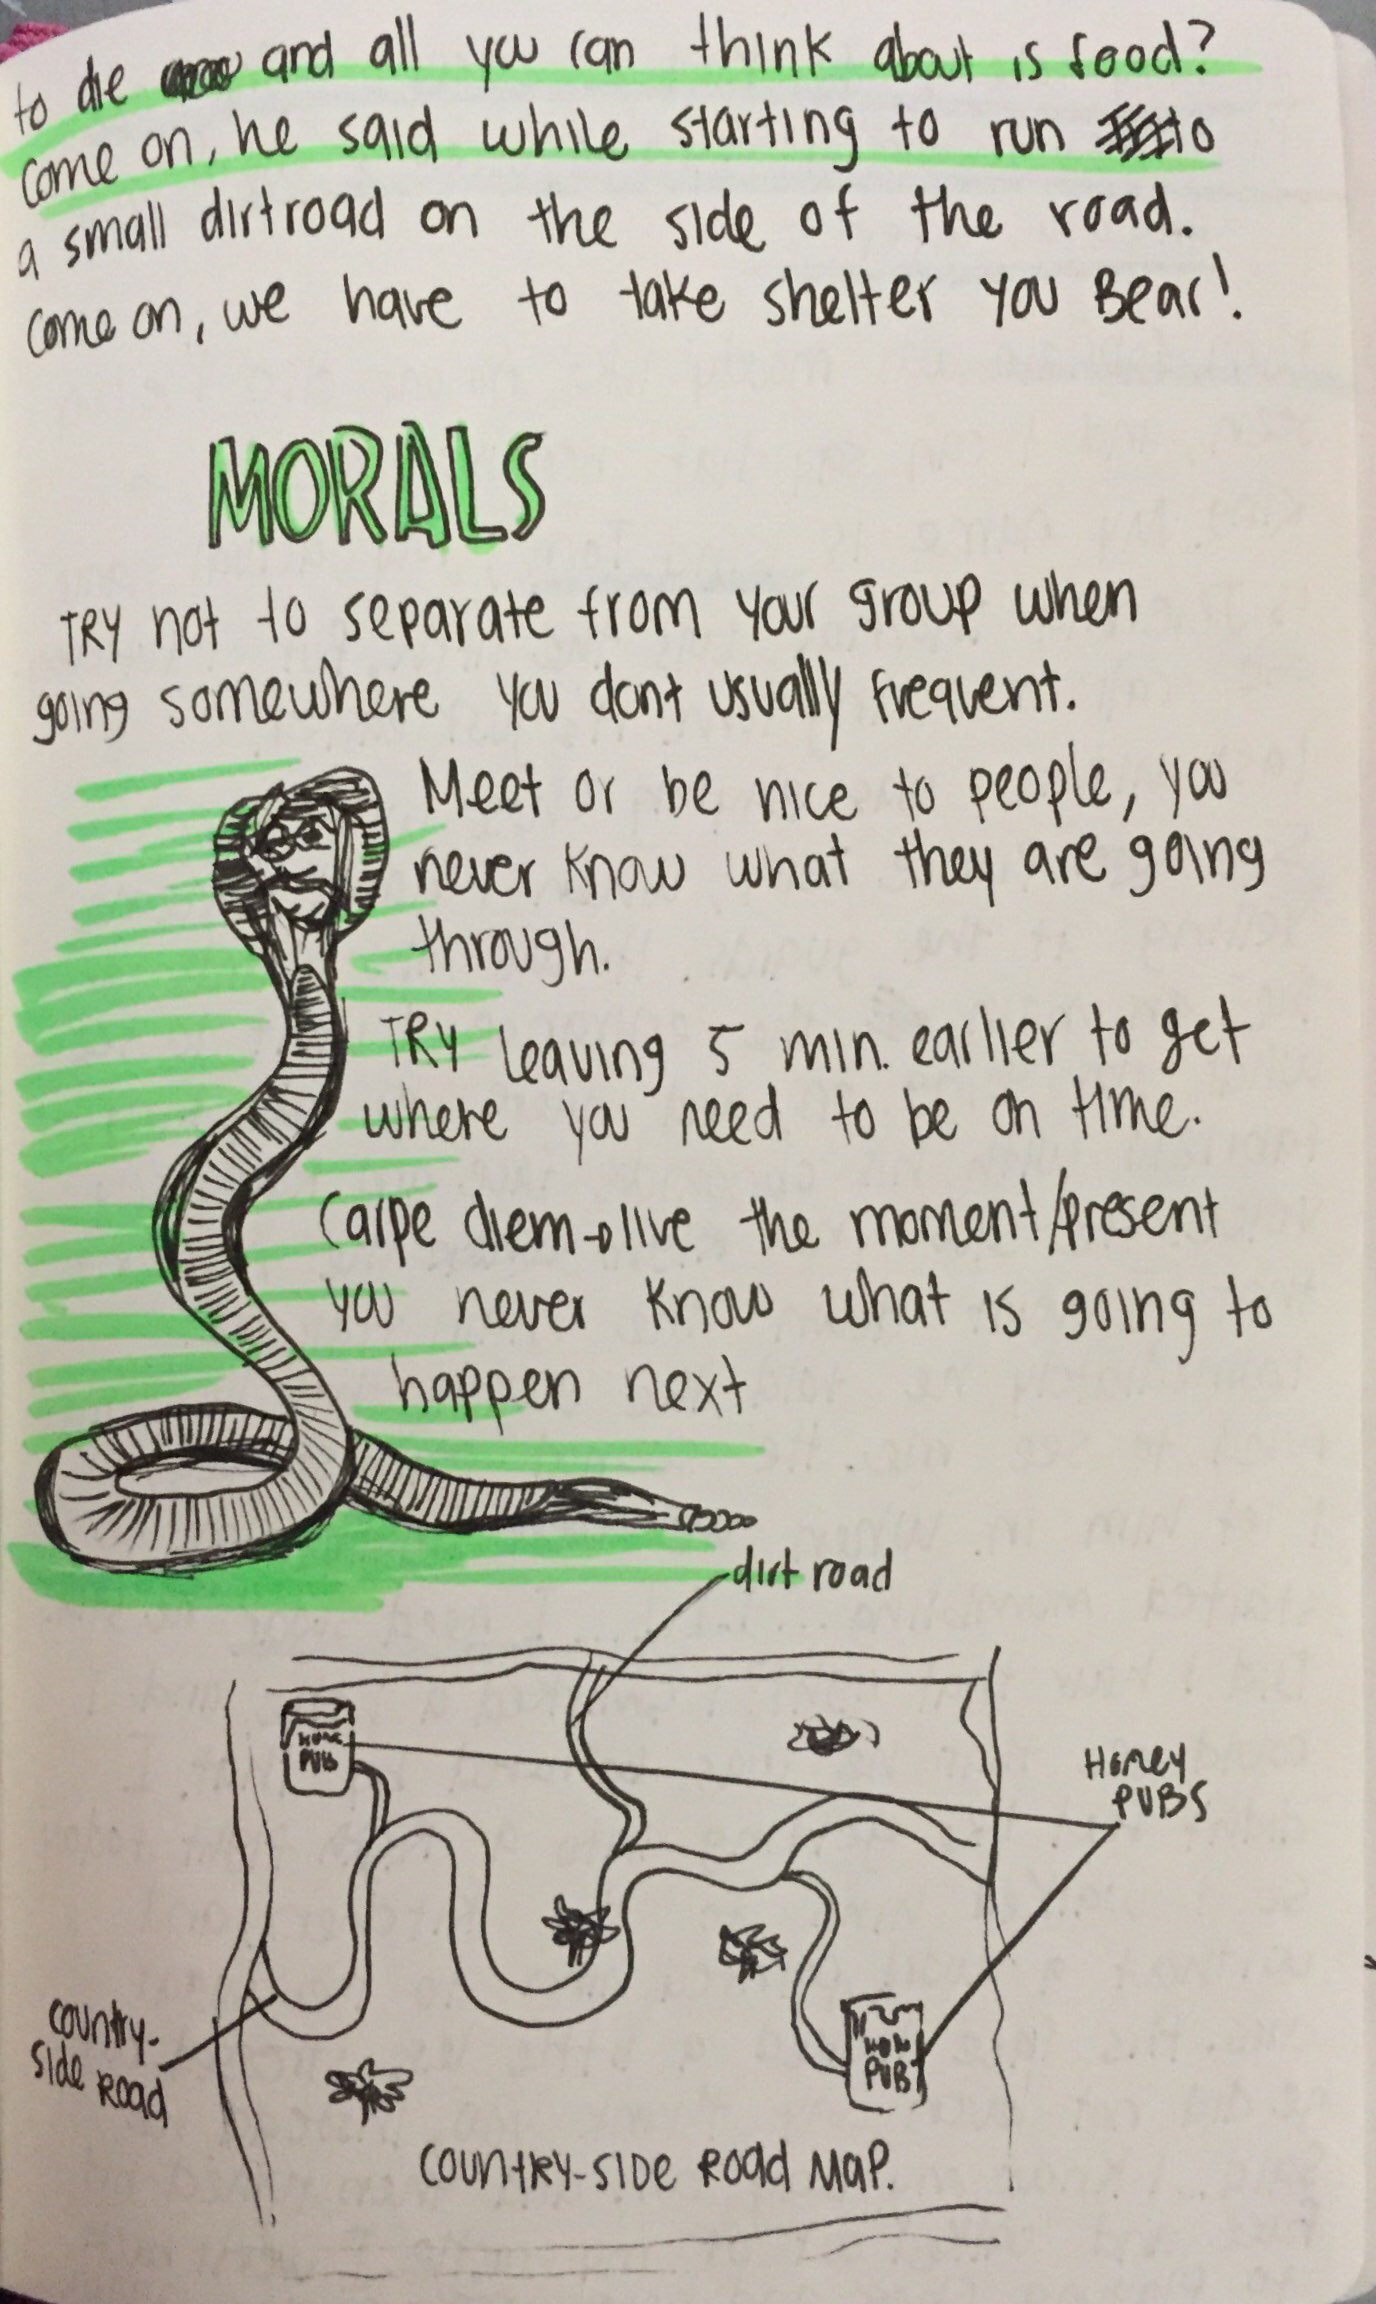 to die and all you can think about is food?
come on, he said while starting to run to
a small dirtroad on the side of the road.
come on, we have to take shelter you Bear!
MORALS
TRY not to separate from your group when
going somewhere you dont usually frequent.
Meet or be nice to people, you
never know what they are going
through.
TRY leaving 5 min. earlier to get
where you need to be on time.
Carpe diem→live the moment/present
you never know what is going to
happen next
dirt road
PUB
Honey
PUBS
country-
side road
PUB
COUNTRY-SIDE ROAD MAP.